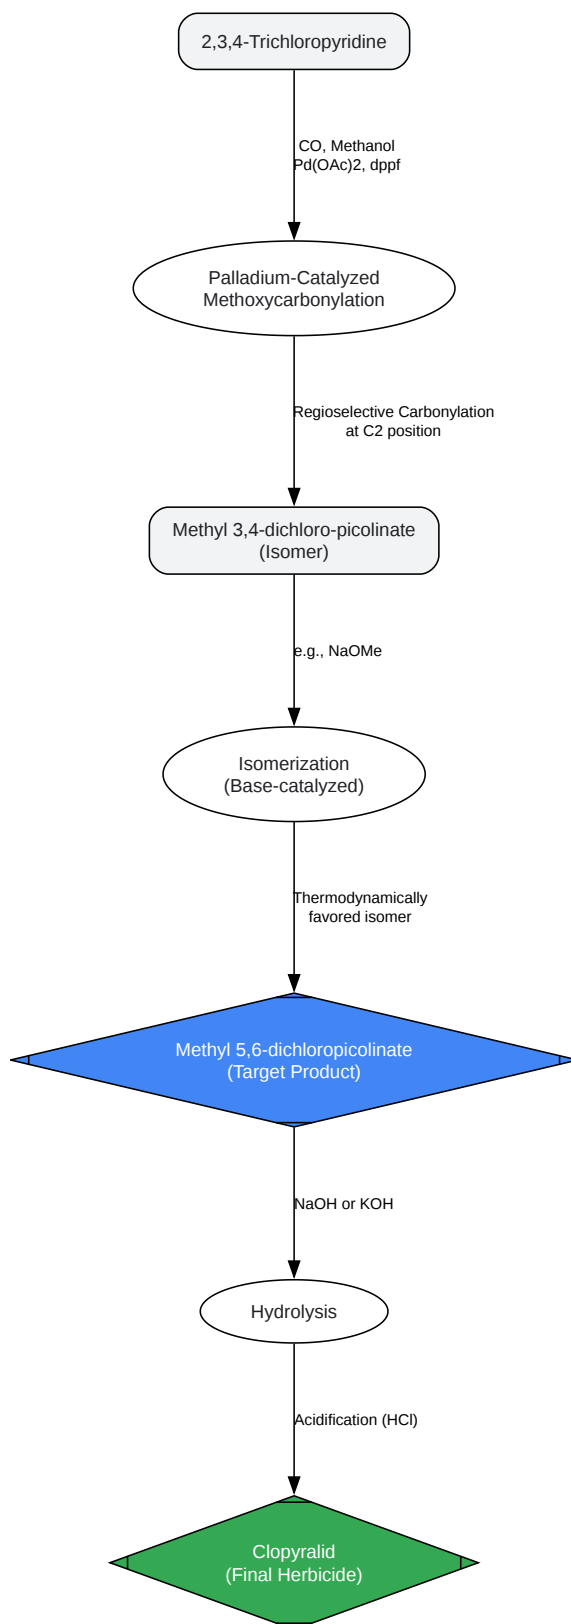 2,3,4-Trichloropyridine
CO, Methanol
Pd(OAc)2, dppf
Palladium-Catalyzed
Methoxycarbonylation
Regioselective Carbonylation
at C2 position
Methyl 3,4-dichloro-picolinate
(Isomer)
e.g., NaOMe
Isomerization
(Base-catalyzed)
Thermodynamically
favored isomer
Methyl 5,6-dichloropicolinate
(Target Product)
NaOH or KOH
Hydrolysis
Acidification (HCl)
Clopyralid
(Final Herbicide)